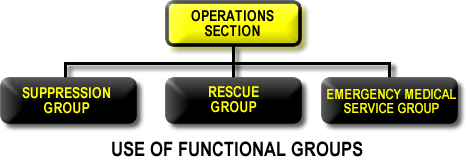 OPERATIONS
SECTION
SUPPRESSION
GROUP
RESCUE
GROUP
EMERGENCY MEDICAL
SERVICE GROUP
USE OF FUNCTIONAL GROUPS